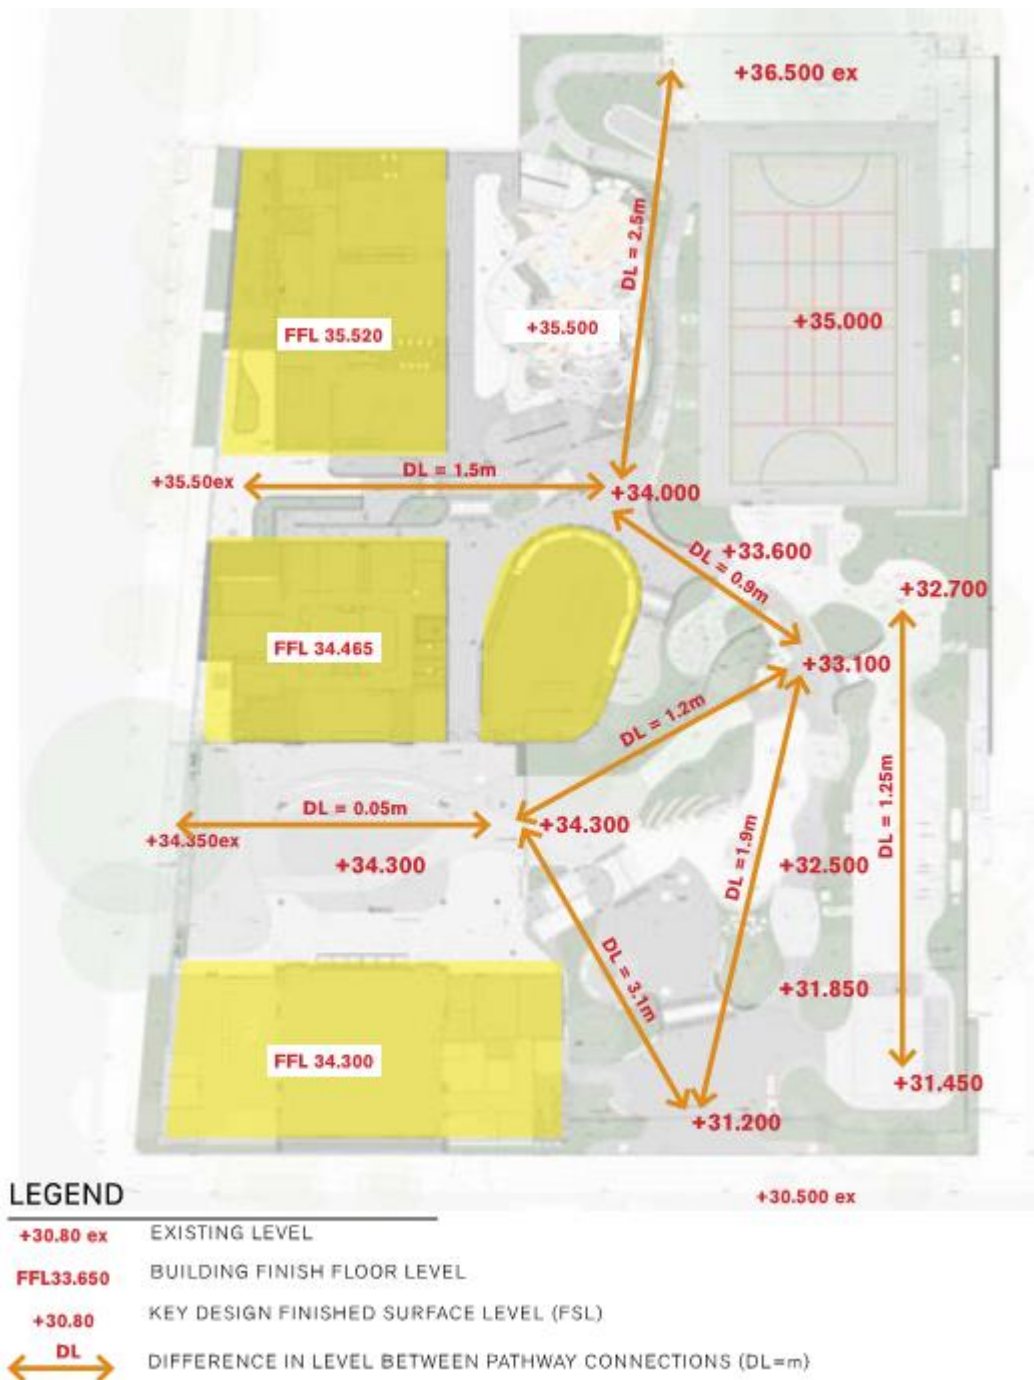 +36.500 ex
DL = 2.5m
FFL 35.520
+35.500
+35.000
+35.50ex
DL = 1.5m
+34.000
+33.600
DL = 0.9m
+32.700
FFL 34.465
+33.100
DL = 1.2m
DL = 1.25m
DL = 0.05m
+34.350ex
+34.300
+34.300
DL =1.9m
+32.500
DL = 3.1m
+31.850
FFL 34.300
+31.450
+31.200
+30.500 ex
LEGEND
+30.80 ex EXISTING LEVEL
FFL33.650 BUILDING FINISH FLOOR LEVEL
+30.80 KEY DESIGN FINISHED SURFACE LEVEL (FSL)
DL DIFFERENCE IN LEVEL BETWEEN PATHWAY CONNECTIONS (DL=m)